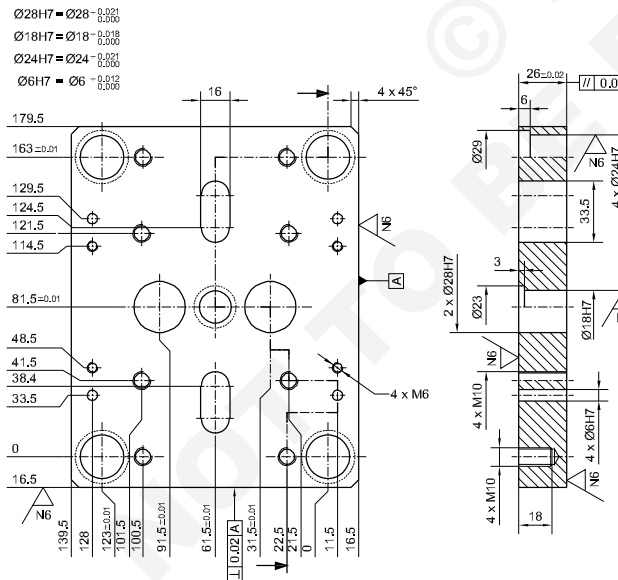 Ø28H7 = Ø28 -0.021 0.000
Ø18H7 = Ø18 -0.018 0.000
Ø24H7 = Ø24 -0.021 0.000
Ø6H7 = Ø6 -0.012 0.000
16
4 x 45°
26±0.02
// 0.0
6
179.5
163±0.01
129.5
124.5
121.5
114.5
81.5±0.01
48.5
41.5
38.4
33.5
0
16.5
N6
N6
A
4 x M6
139.5
128
123±0.01
101.5
100.5
91.5±0.01
61.5±0.01
⊥ 0.02 A
31.5±0.01
22.5
21.5
0
11.5
16.5
Ø29
N6
4 x Ø24H7
33.5
3
2 x Ø28H7
Ø23
Ø18H7
N6
4 x M10
4 x Ø6H7
4 x M10
N6
18
©
NOT TO BE